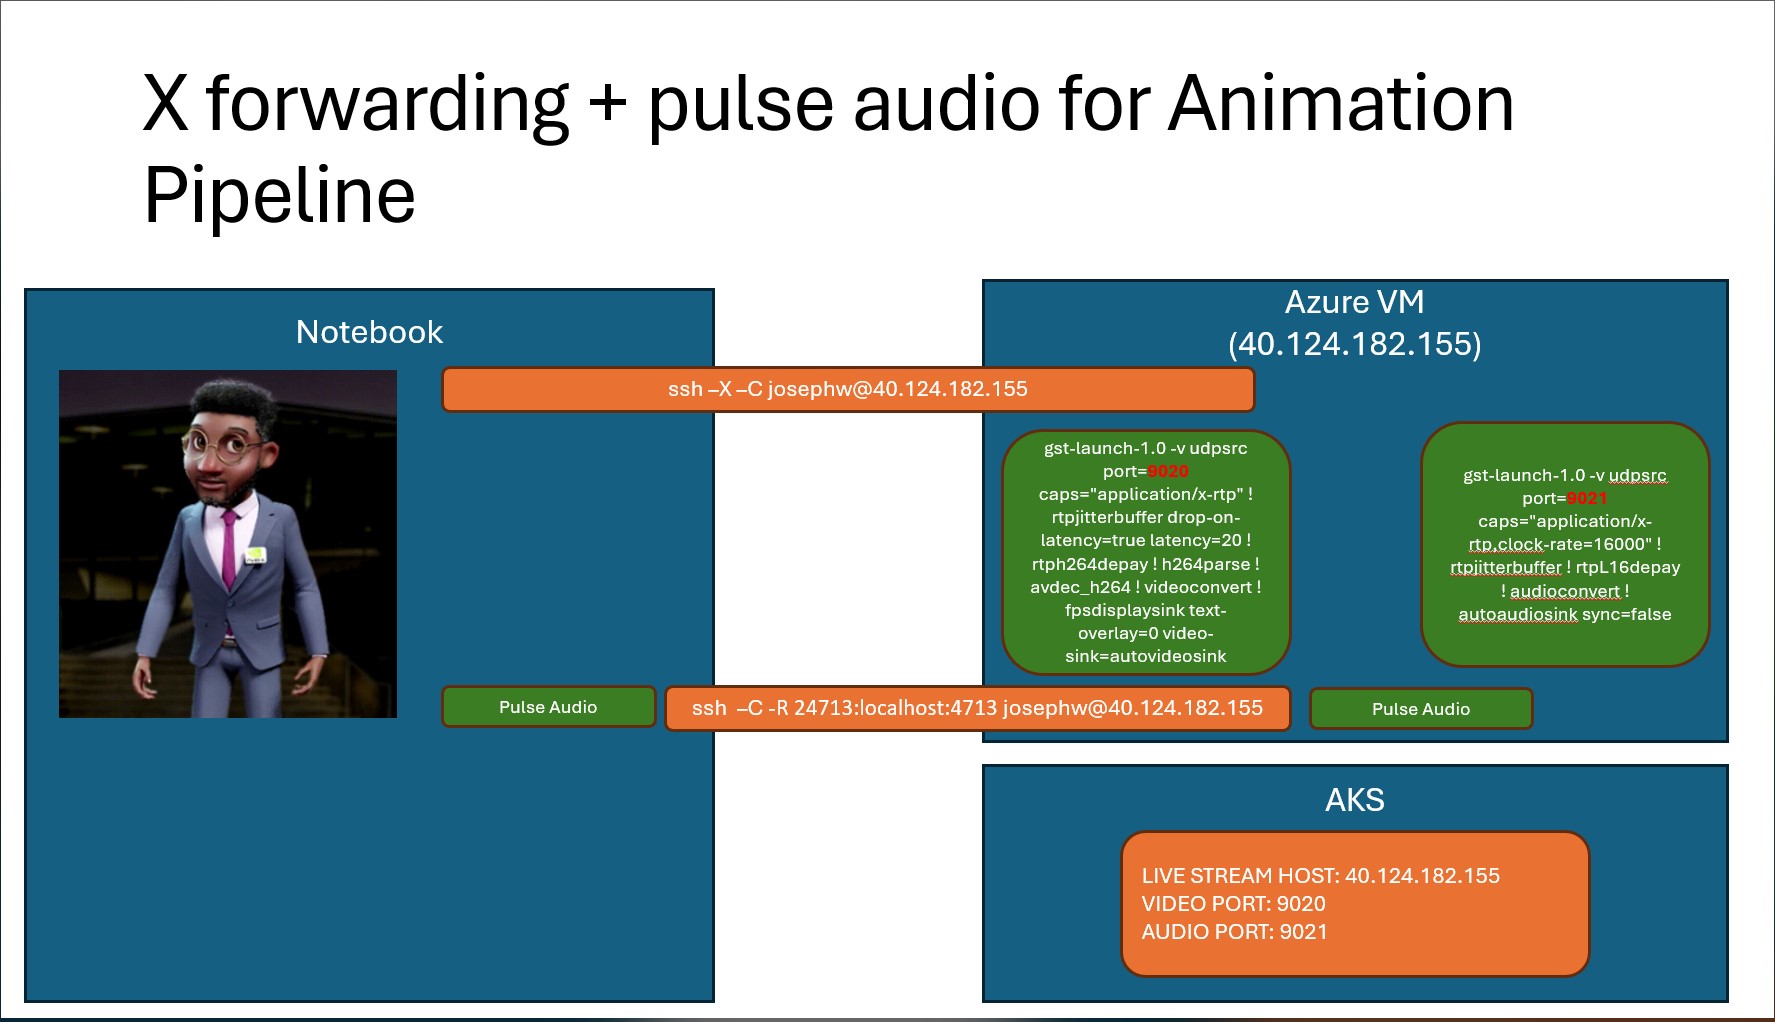 X forwarding + pulse audio for Animation
Pipeline
Notebook
Azure VM
(40.124.182.155)
ssh –X –C josephw@40.124.182.155
gst-launch-1.0 -v udpsrc
port=9020
caps="application/x-rtp" !
rtpjitterbuffer drop-on-
latency=true latency=20 !
rtph264depay ! h264parse !
avdec_h264 ! videoconvert !
fpsdisplaysink text-
overlay=0 video-
sink=autovideosink
gst-launch-1.0 -v udpsrc
port=9021
caps="application/x-
rtp,clock-rate=16000" !
rtpjitterbuffer ! rtpL16depay
! audioconvert !
autoaudiosink sync=false
Pulse Audio
ssh  –C -R 24713:localhost:4713 josephw@40.124.182.155
Pulse Audio
AKS
LIVE STREAM HOST: 40.124.182.155
VIDEO PORT: 9020
AUDIO PORT: 9021